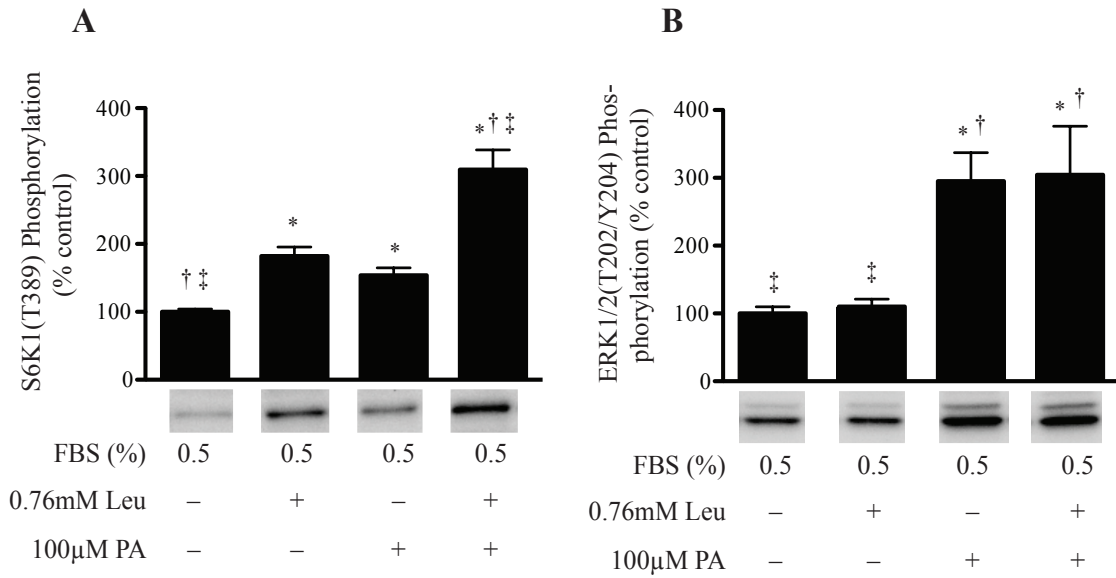 A
S6K1(T389) Phosphorylation
(% control)
400
300
200
100
0
† ‡
*
*
*† ‡
FBS (%) 0.5 0.5 0.5 0.5
0.76mM Leu – + – +
100µM PA – – + +
B
ERK1/2(T202/Y204) Phos-
phorylation (% control)
400
300
200
100
0
‡
‡
* †
* †
FBS (%) 0.5 0.5 0.5 0.5
0.76mM Leu – + – +
100µM PA – – + +